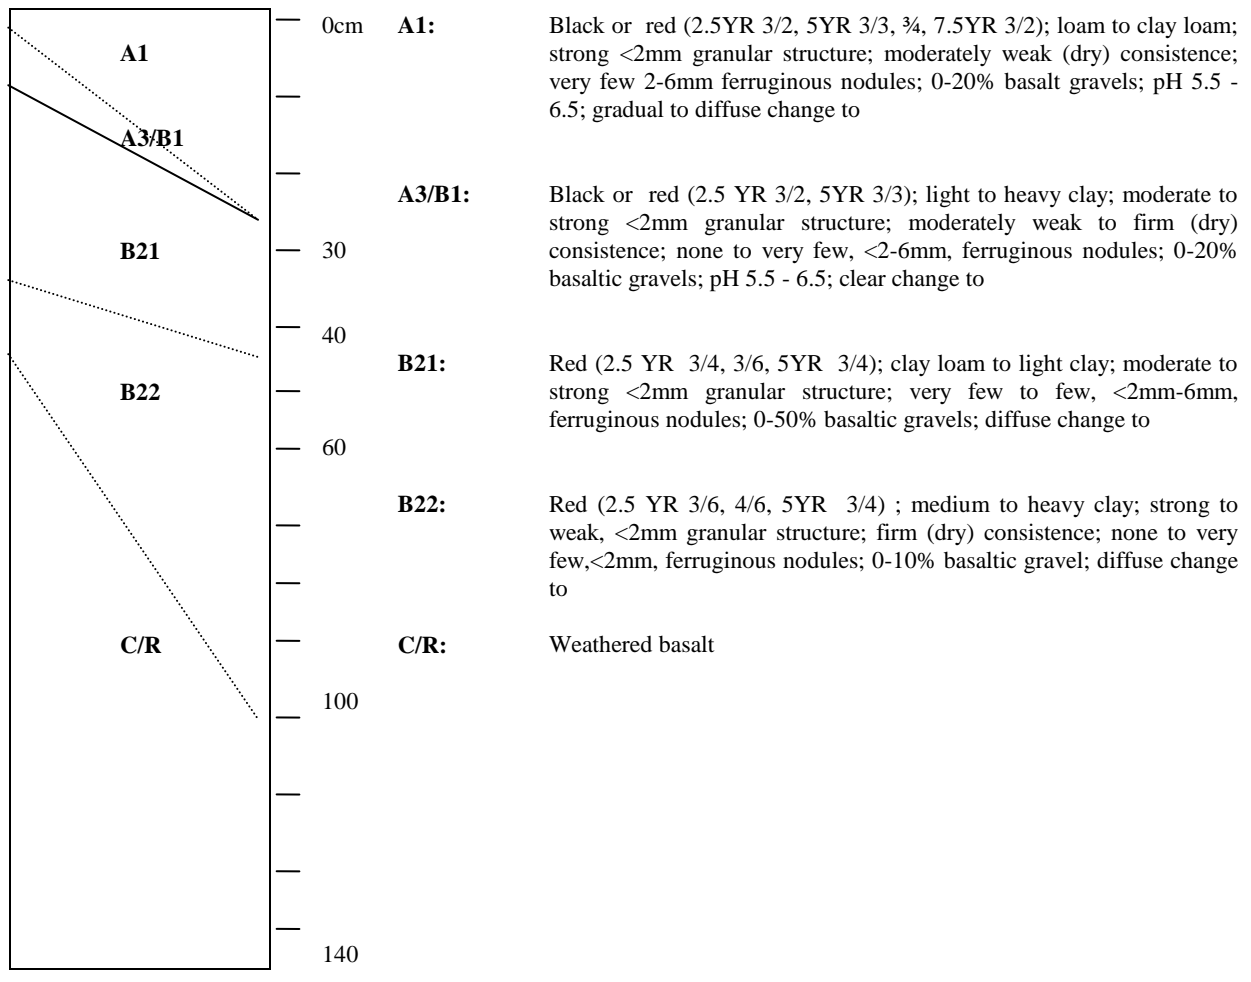 0cm
A1
A3/B1
B21
30
40
B22
60
C/R
100
140
A1:
Black or red (2.5YR 3/2, 5YR 3/3, ¾, 7.5YR 3/2); loam to clay loam;
strong <2mm granular structure; moderately weak (dry) consistence;
very few 2-6mm ferruginous nodules; 0-20% basalt gravels; pH 5.5 -
6.5; gradual to diffuse change to
A3/B1:
Black or red (2.5 YR 3/2, 5YR 3/3); light to heavy clay; moderate to
strong <2mm granular structure; moderately weak to firm (dry)
consistence; none to very few, <2-6mm, ferruginous nodules; 0-20%
basaltic gravels; pH 5.5 - 6.5; clear change to
B21:
Red (2.5 YR 3/4, 3/6, 5YR 3/4); clay loam to light clay; moderate to
strong <2mm granular structure; very few to few, <2mm-6mm,
ferruginous nodules; 0-50% basaltic gravels; diffuse change to
B22:
Red (2.5 YR 3/6, 4/6, 5YR 3/4) ; medium to heavy clay; strong to
weak, <2mm granular structure; firm (dry) consistence; none to very
few,<2mm, ferruginous nodules; 0-10% basaltic gravel; diffuse change
to
C/R:
Weathered basalt